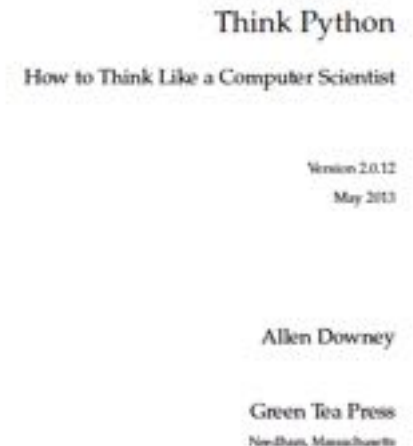 Think Python
How to Think Like a Computer Scientist
Version 2.0.12
May 2013
Allen Downey
Green Tea Press
Needham, Massachusetts